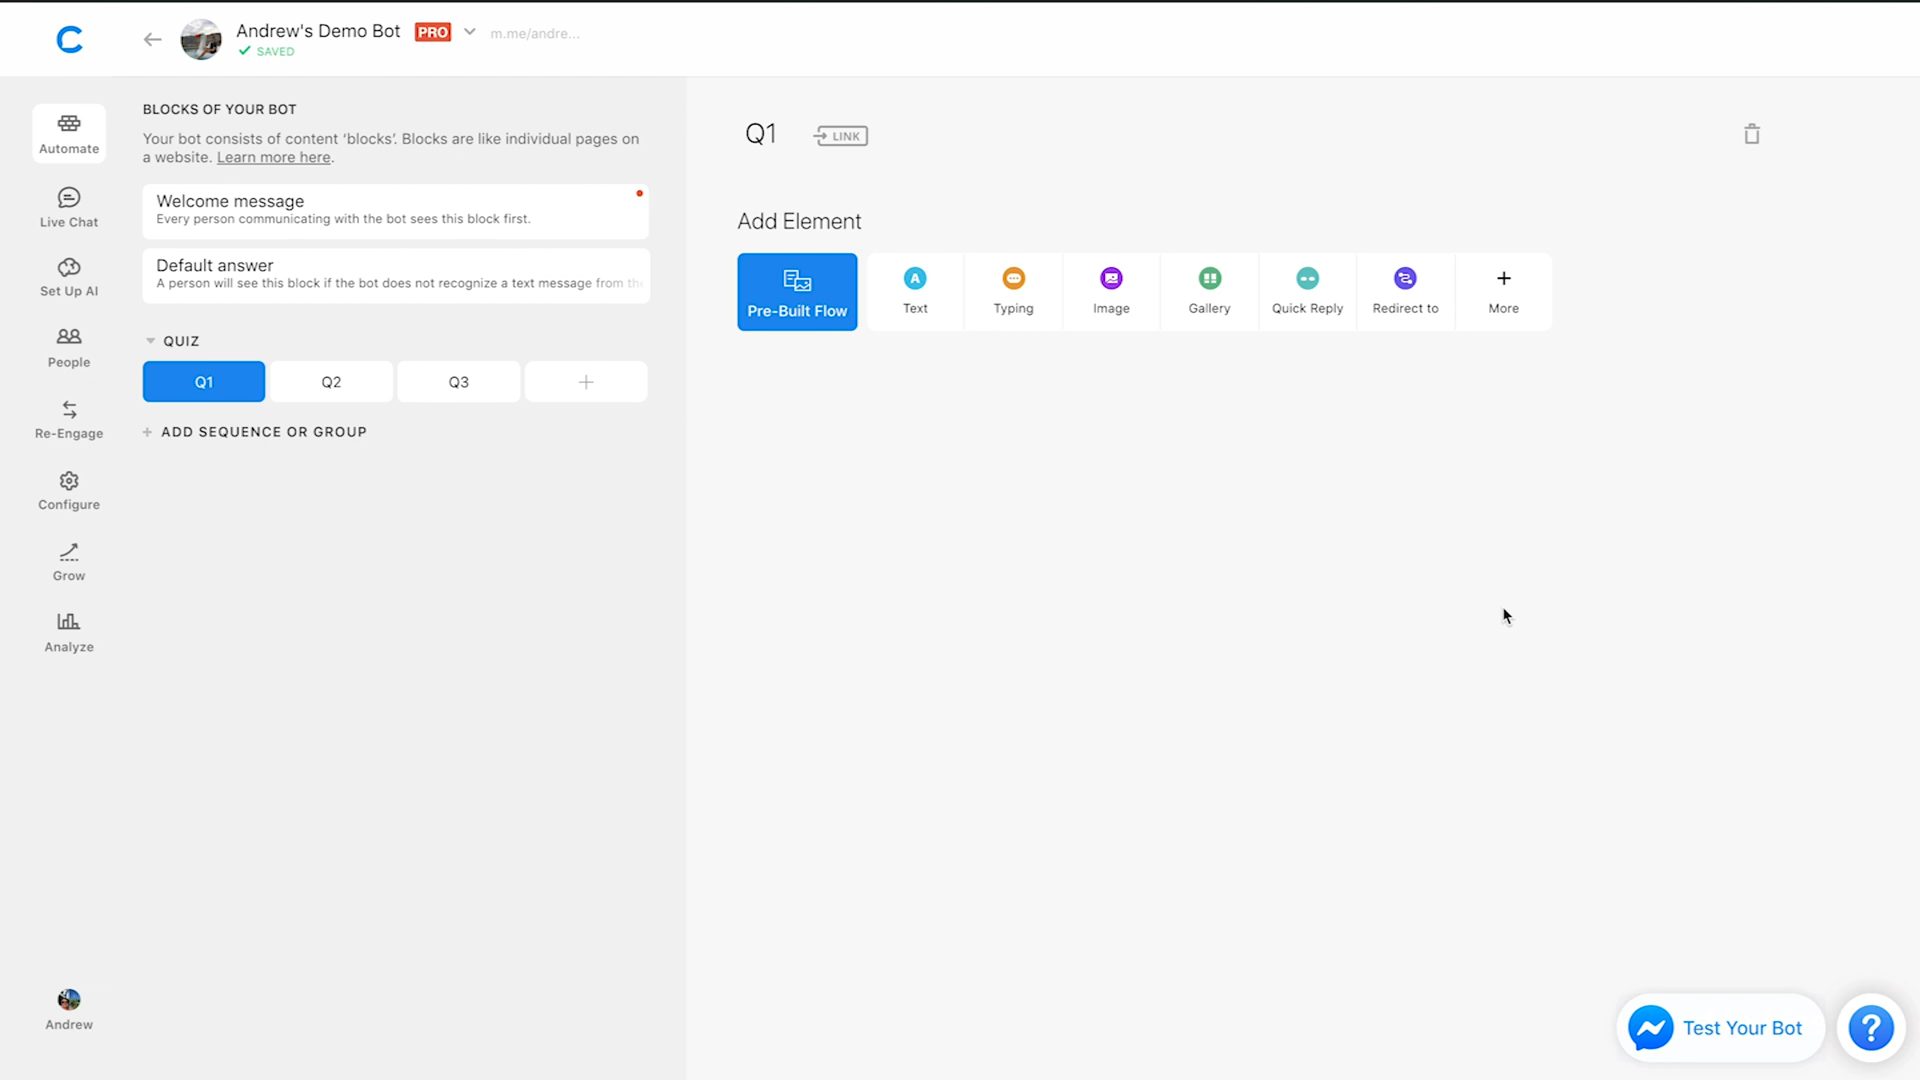 Andrew's Demo Bot PRO m.me/andre...
SAVED
Automate
Live Chat
Set Up AI
People
Re-Engage
Configure
Grow
Analyze
Andrew
BLOCKS OF YOUR BOT
Your bot consists of content ‘blocks’. Blocks are like individual pages on
a website. Learn more here.
Welcome message
Every person communicating with the bot sees this block first.
Default answer
A person will see this block if the bot does not recognize a text message from the
QUIZ
Q1 Q2 Q3 +
+ ADD SEQUENCE OR GROUP
Q1 LINK
Add Element
Pre-Built Flow
A
Text
Typing
Image
Gallery
Quick Reply
Redirect to
+
More
Test Your Bot
?